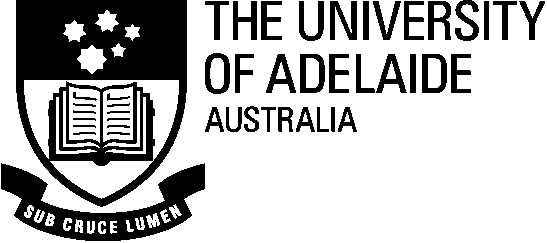 THE UNIVERSITY
OF ADELAIDE
AUSTRALIA
SUB CRUCE LUMEN